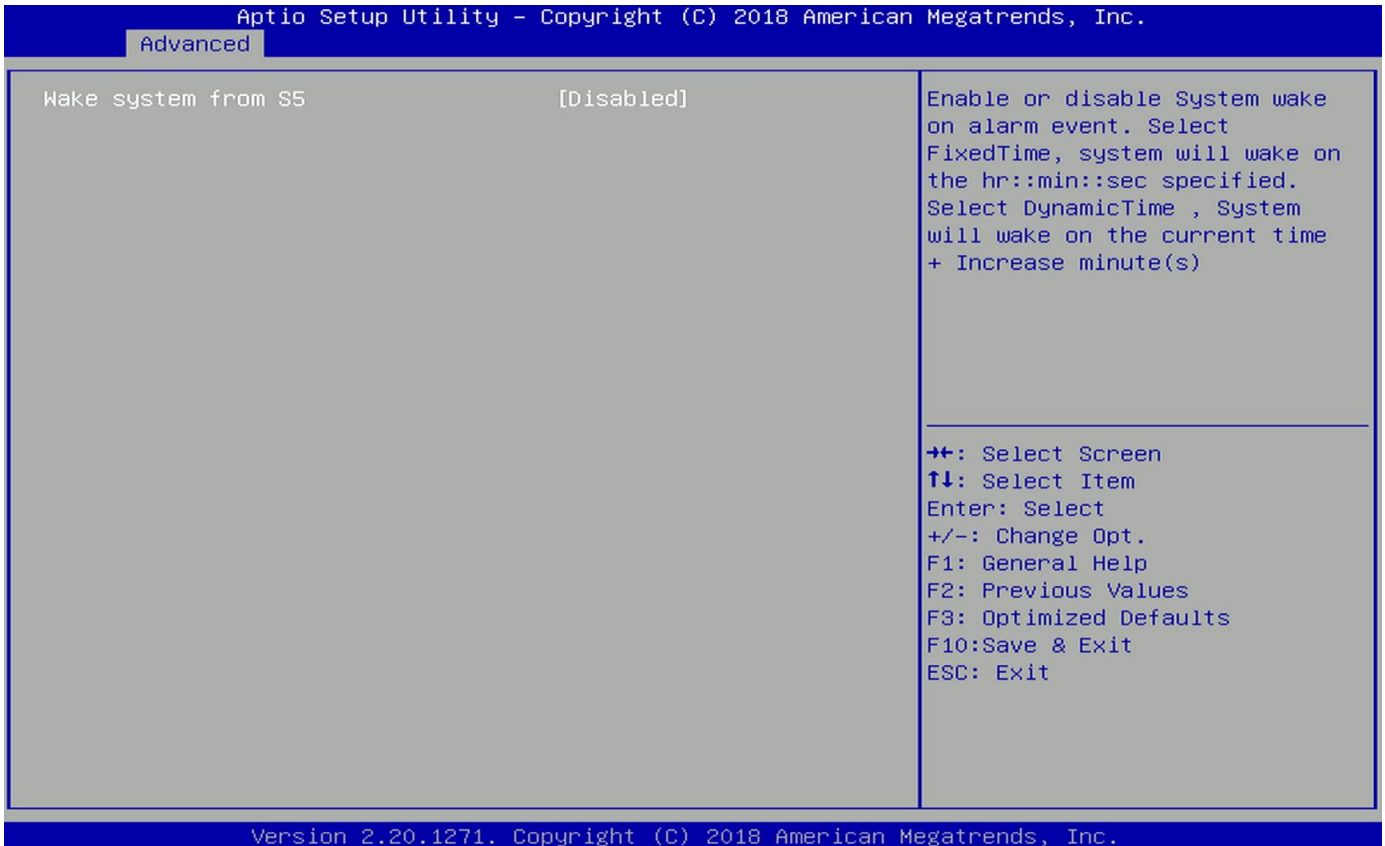 Aptio Setup Utility – Copyright (C) 2018 American Megatrends, Inc.
Advanced
Wake system from S5 [Disabled]
Enable or disable System wake
on alarm event. Select
FixedTime, system will wake on
the hr::min::sec specified.
Select DynamicTime , System
will wake on the current time
+ Increase minute(s)
→←: Select Screen
↑↓: Select Item
Enter: Select
+/-: Change Opt.
F1: General Help
F2: Previous Values
F3: Optimized Defaults
F10:Save & Exit
ESC: Exit
Version 2.20.1271. Copyright (C) 2018 American Megatrends, Inc.